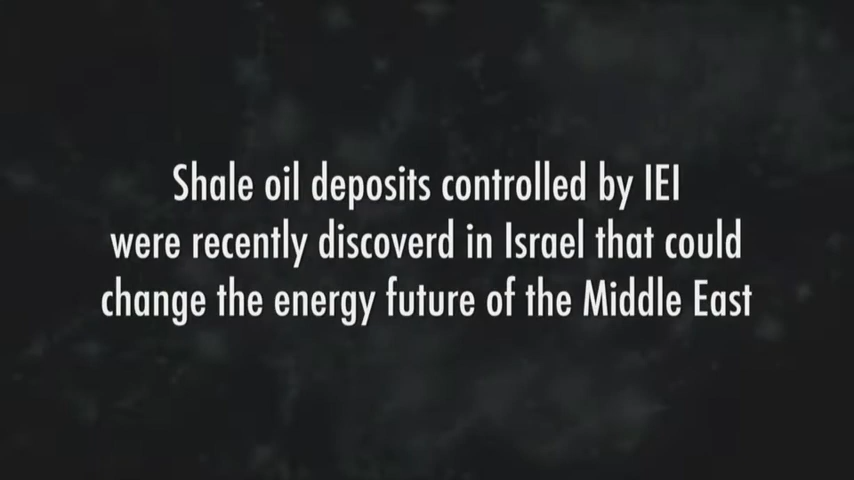 Shale oil deposits controlled by IEI
were recently discoverd in Israel that could
change the energy future of the Middle East